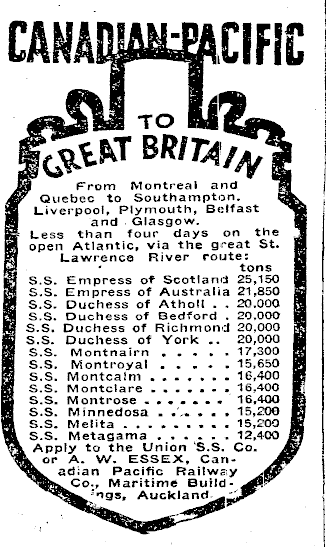 CANADIAN-PACIFIC
TO
GREAT BRITAIN
From Montreal and
Quebec to Southampton.
Liverpool, Plymouth, Belfast
and Glasgow.
Less than four days on the
open Atlantic, via the great St.
Lawrence River route:
tons
S.S. Empress of Scotland 25,150
S.S. Empress of Australia 21,850
S.S. Duchess of Atholl . . 20,000
S.S. Duchess of Bedford . 20,000
S.S. Duchess of Richmond 20,000
S.S. Duchess of York .. 20,000
S.S. Montnairn . . . . . 17,300
S.S. Montroyal . . . . . 15,650
S.S. Montcalm . . . . . . 16,400
S.S. Montclare . . . . . . 16,400
S.S. Montrose . . . . . . 16,400
S.S. Minnedosa . . . . . 15,200
S.S. Melita . . . . . . . . 15,200
S.S. Metagama . . . . . . 12,400
Apply to the Union S.S. Co.
or A. W. ESSEX, Can-
adian Pacific Railway
Co., Maritime Build-
ings, Auckland.